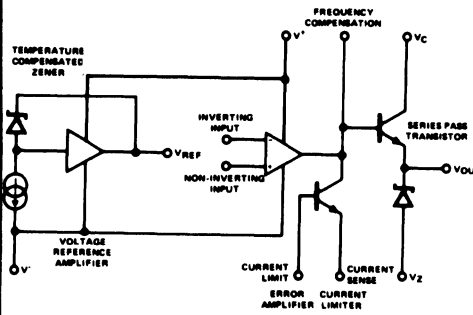 FREQUENCY
COMPENSATION
V+
VC
TEMPERATURE
COMPENSATED
ZENER
INVERTING
INPUT
SERIES PASS
TRANSISTOR
VREF
NON-INVERTING
INPUT
VOU
VOLTAGE
REFERENCE
AMPLIFIER
V-
CURRENT
LIMIT
CURRENT
SENSE
VZ
ERROR CURRENT
AMPLIFIER LIMITER